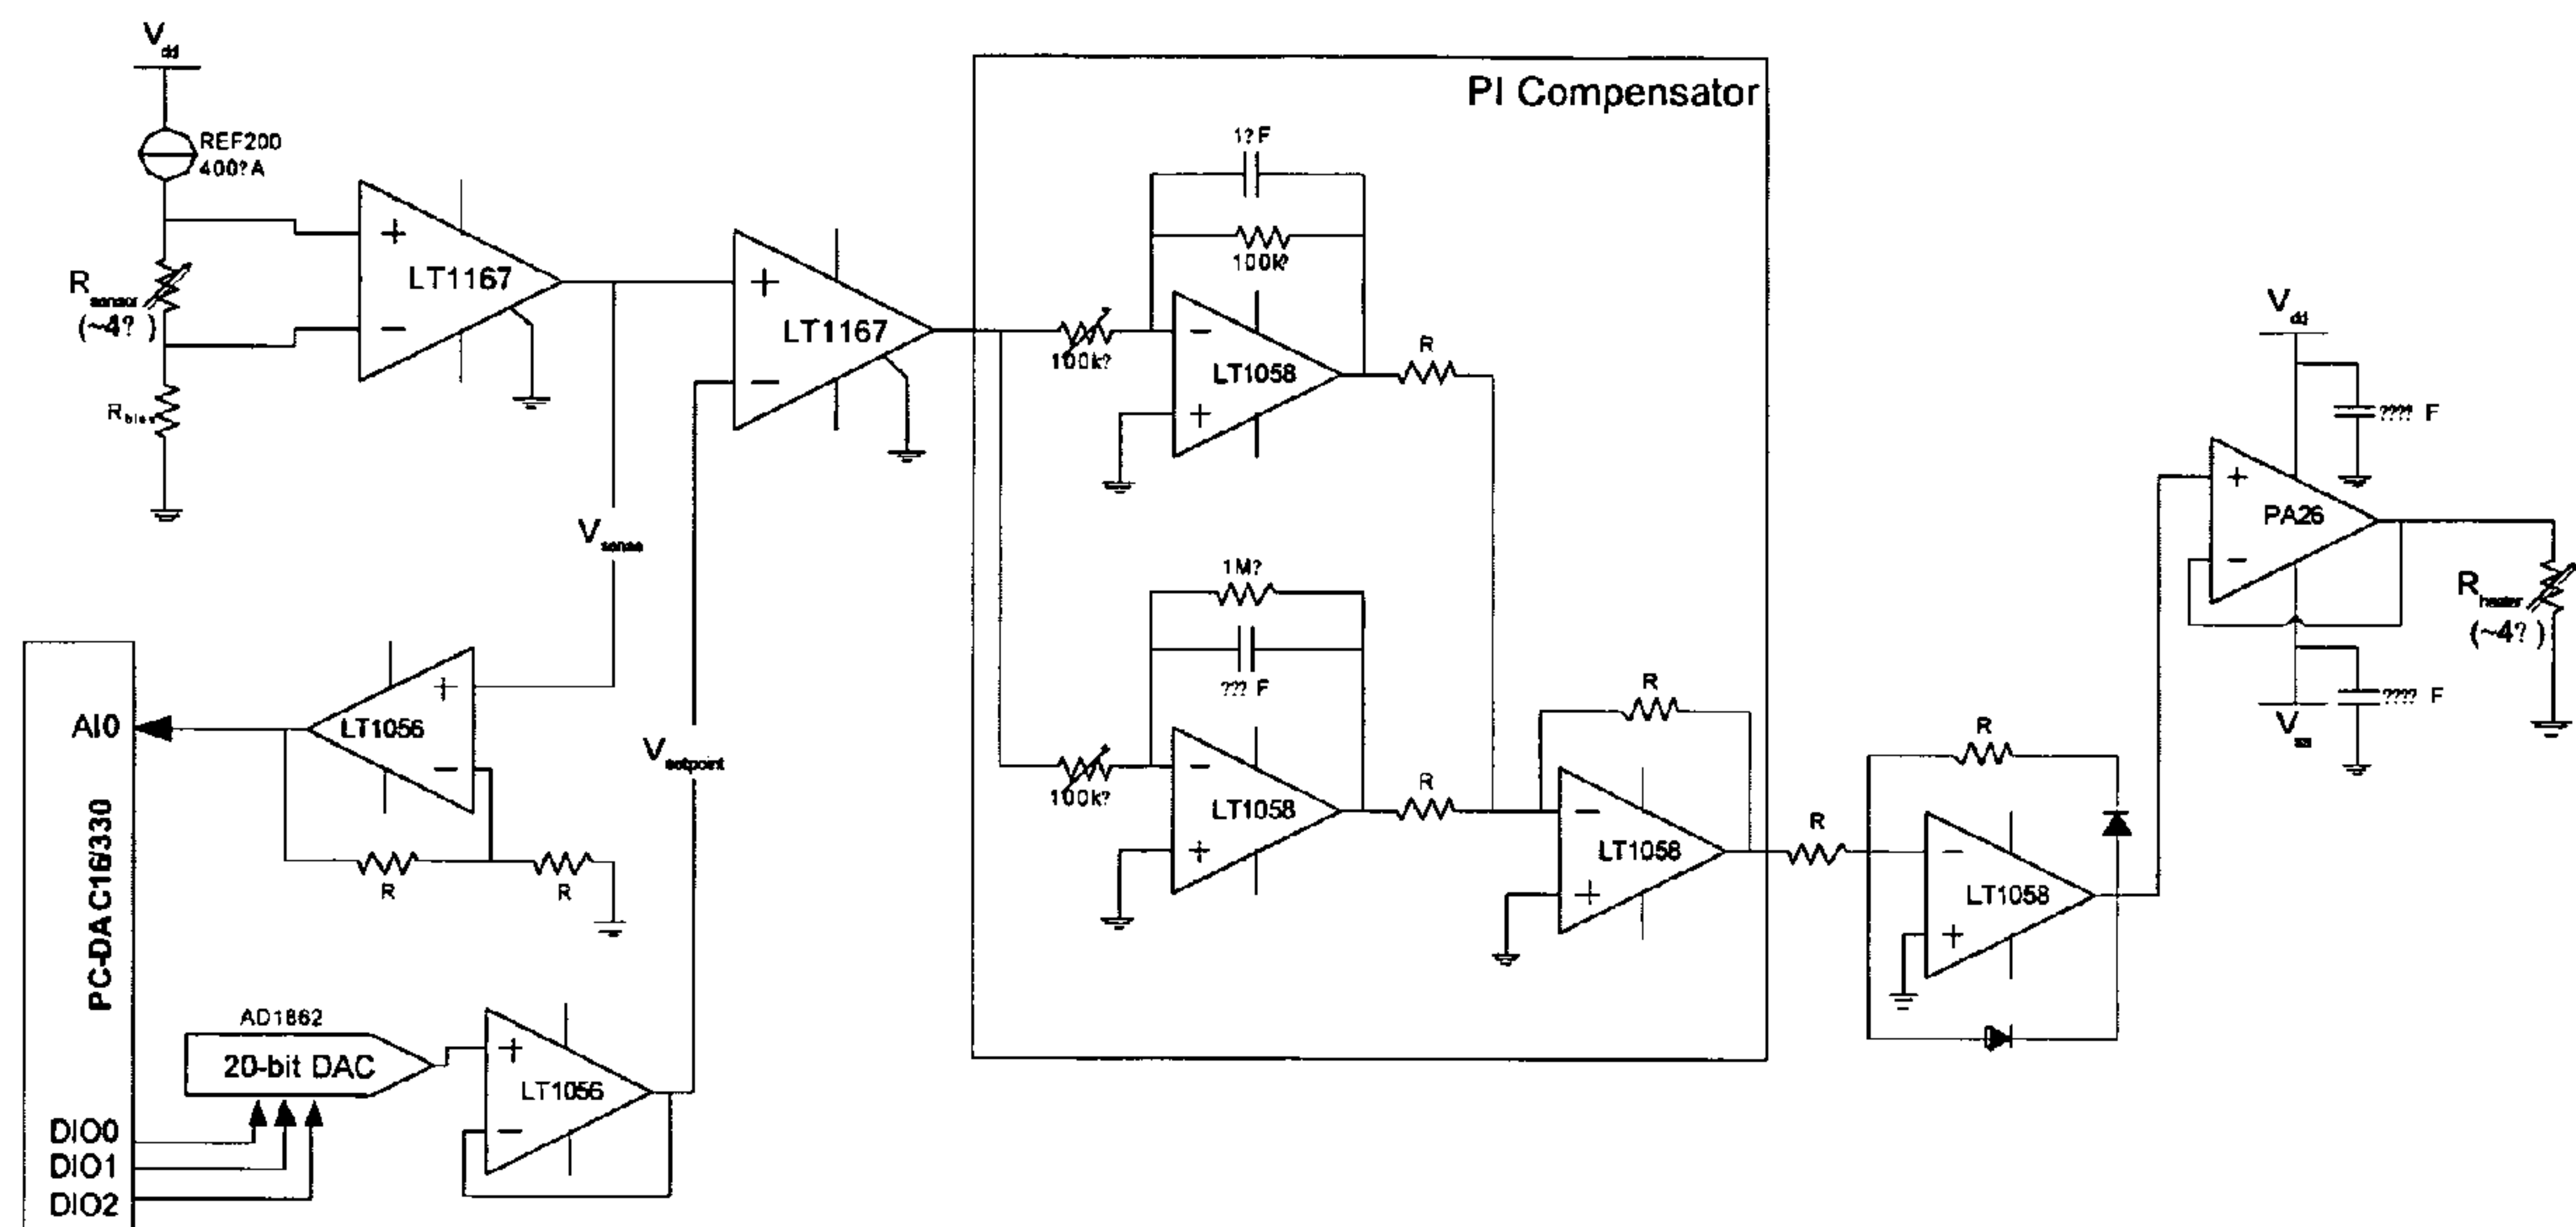 Vdd
REF200
400?A
Rsensor
(~4? )
Rbias
+
−
LT1167
+
−
LT1167
Vsense
Vsetpoint
PI Compensator
1?F
100k?
100k?
−
+
LT1058
R
1M?
??? F
100k?
−
+
LT1058
R
R
−
+
LT1058
R
R
−
+
LT1058
Vdd
???? F
+
−
PA26
Rheater
(~4? )
???? F
Vss
AI0
PC-DAC16/330
+
−
LT1056
R
R
AD1862
20-bit DAC
+
−
LT1056
DIO0
DIO1
DIO2